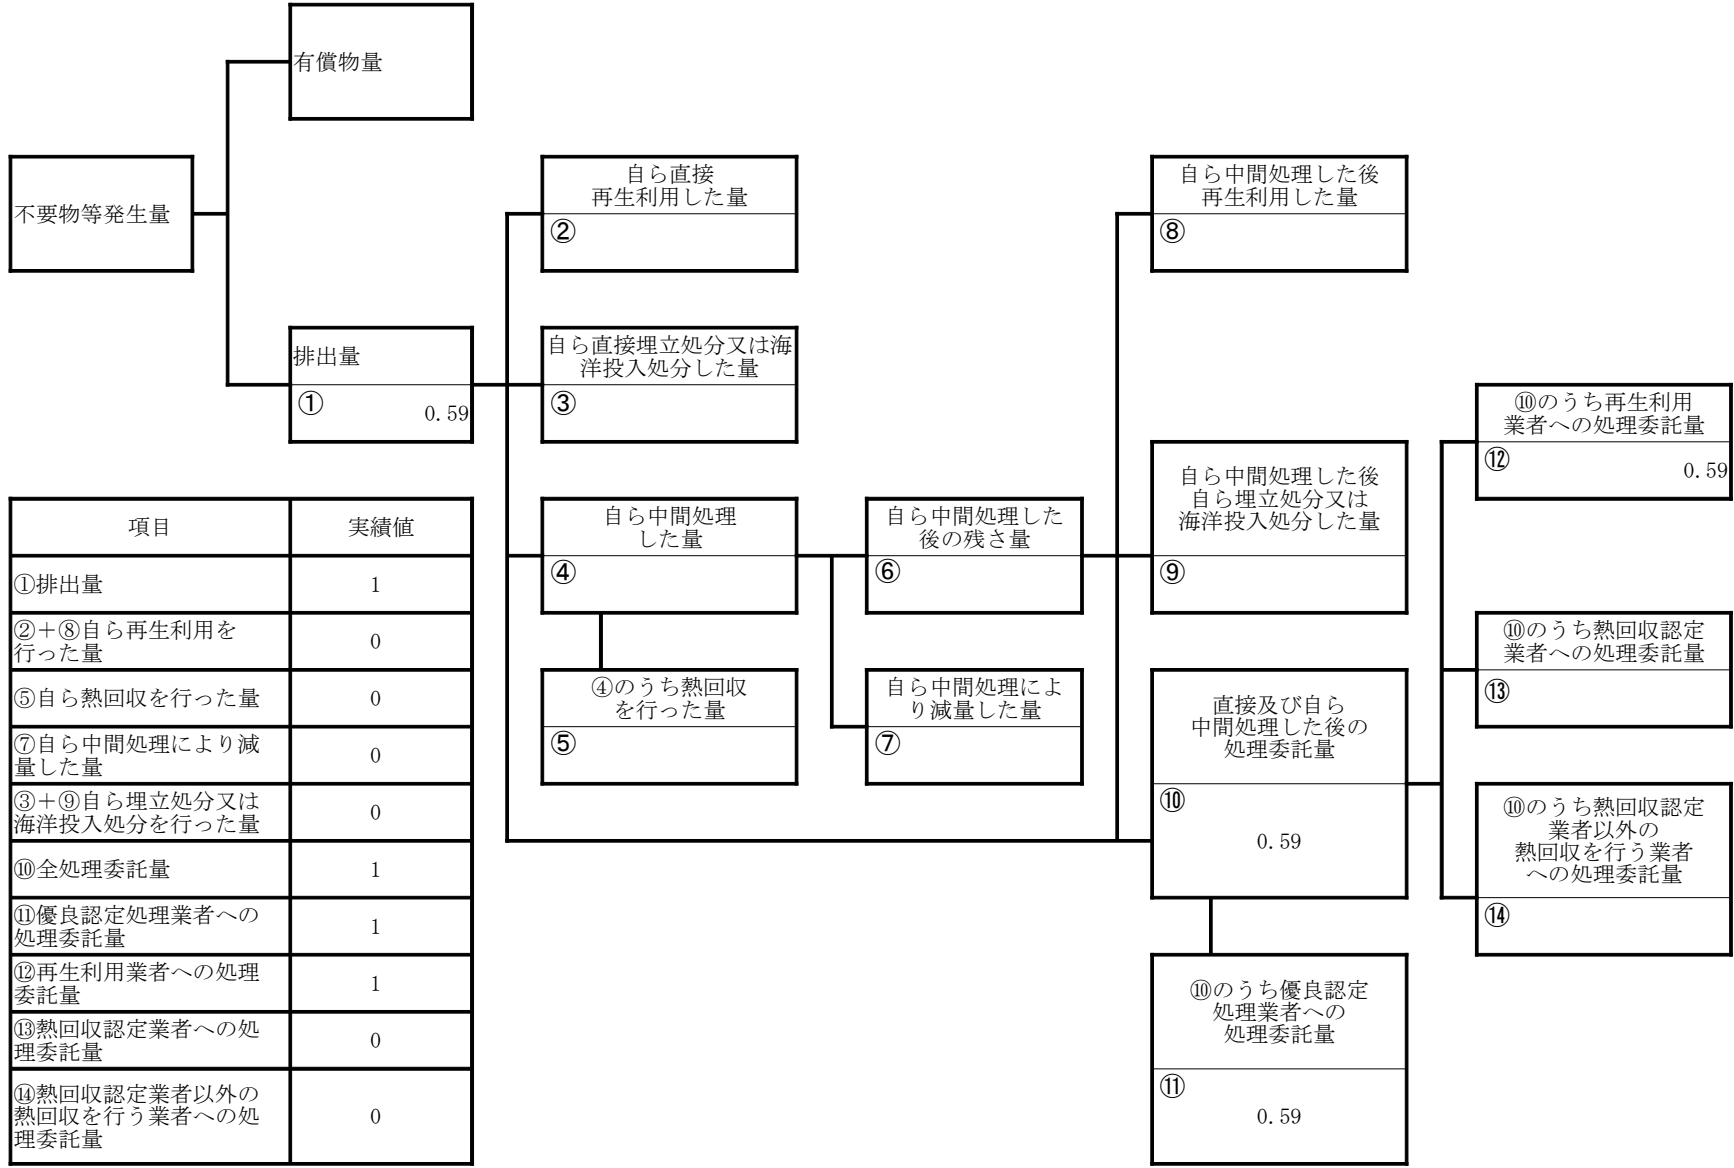 有償物量
不要物等発生量
自ら直接
再生利用した量
②
自ら中間処理した後
再生利用した量
⑧
排出量
①
0.59
自ら直接埋立処分又は海
洋投入処分した量
③
⑩のうち再生利用
業者への処理委託量
⑫
0.59
自ら中間処理
した量
④
自ら中間処理した
後の残さ量
⑥
自ら中間処理した後
自ら埋立処分又は
海洋投入処分した量
⑨
⑩のうち熱回収認定
業者への処理委託量
⑬
④のうち熱回収
を行った量
⑤
自ら中間処理によ
り減量した量
⑦
直接及び自ら
中間処理した後の
処理委託量
⑩
0.59
⑩のうち熱回収認定
業者以外の
熱回収を行う業者
への処理委託量
⑭
⑩のうち優良認定
処理業者への
処理委託量
⑪
0.59
項目 実績値
①排出量 1
②＋⑧自ら再生利用を
行った量 0
⑤自ら熱回収を行った量 0
⑦自ら中間処理により減
量した量 0
③＋⑨自ら埋立処分又は
海洋投入処分を行った量 0
⑩全処理委託量 1
⑪優良認定処理業者への
処理委託量 1
⑫再生利用業者への処理
委託量 1
⑬熱回収認定業者への処
理委託量 0
⑭熱回収認定業者以外の
熱回収を行う業者への処
理委託量 0